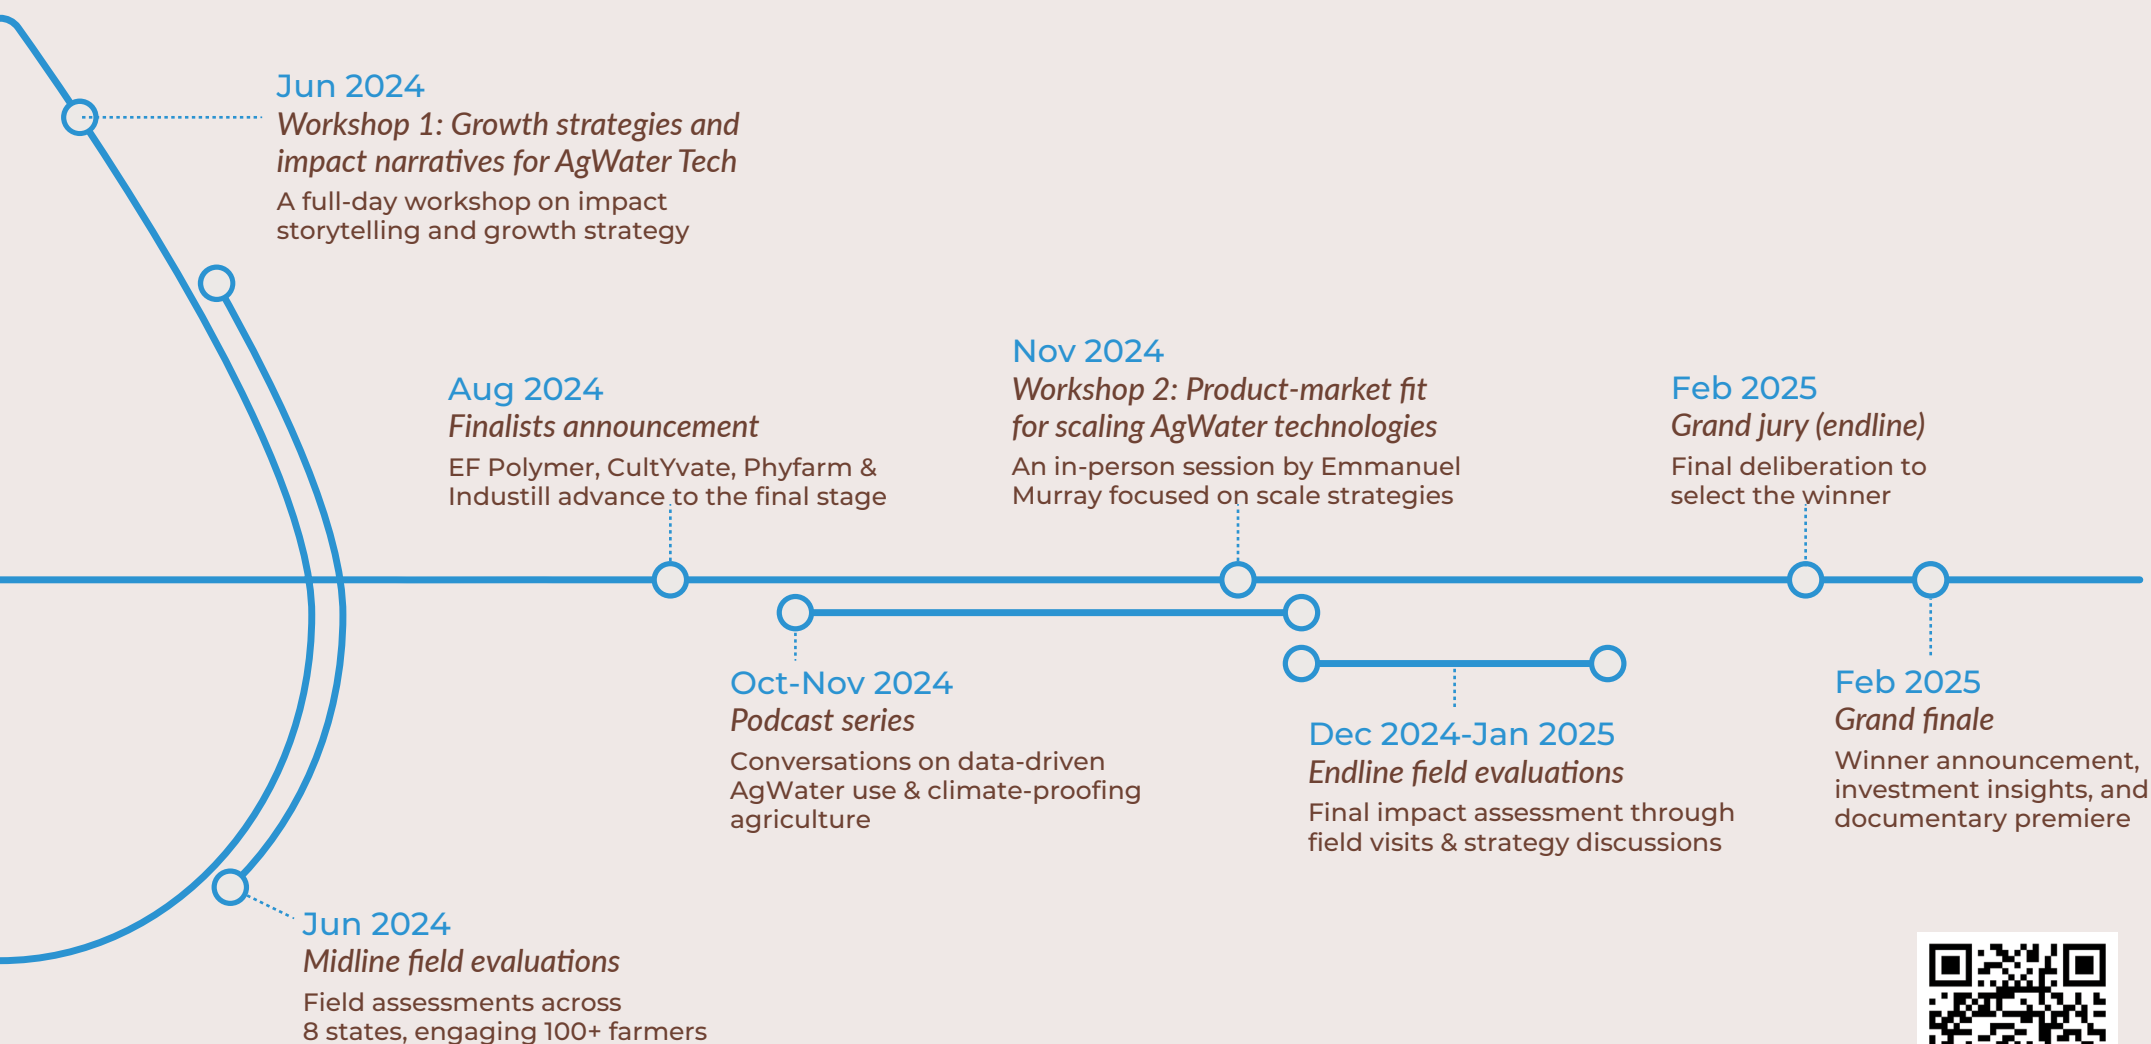 Jun 2024
Workshop 1: Growth strategies and
impact narratives for AgWater Tech
A full-day workshop on impact
storytelling and growth strategy
Aug 2024
Finalists announcement
EF Polymer, CultYvate, Phyfarm &
Industill advance to the final stage
Nov 2024
Workshop 2: Product-market fit
for scaling AgWater technologies
An in-person session by Emmanuel
Murray focused on scale strategies
Feb 2025
Grand jury (endline)
Final deliberation to
select the winner
Oct-Nov 2024
Podcast series
Conversations on data-driven
AgWater use & climate-proofing
agriculture
Dec 2024-Jan 2025
Endline field evaluations
Final impact assessment through
field visits & strategy discussions
Feb 2025
Grand finale
Winner announcement,
investment insights, and
documentary premiere
Jun 2024
Midline field evaluations
Field assessments across
8 states, engaging 100+ farmers